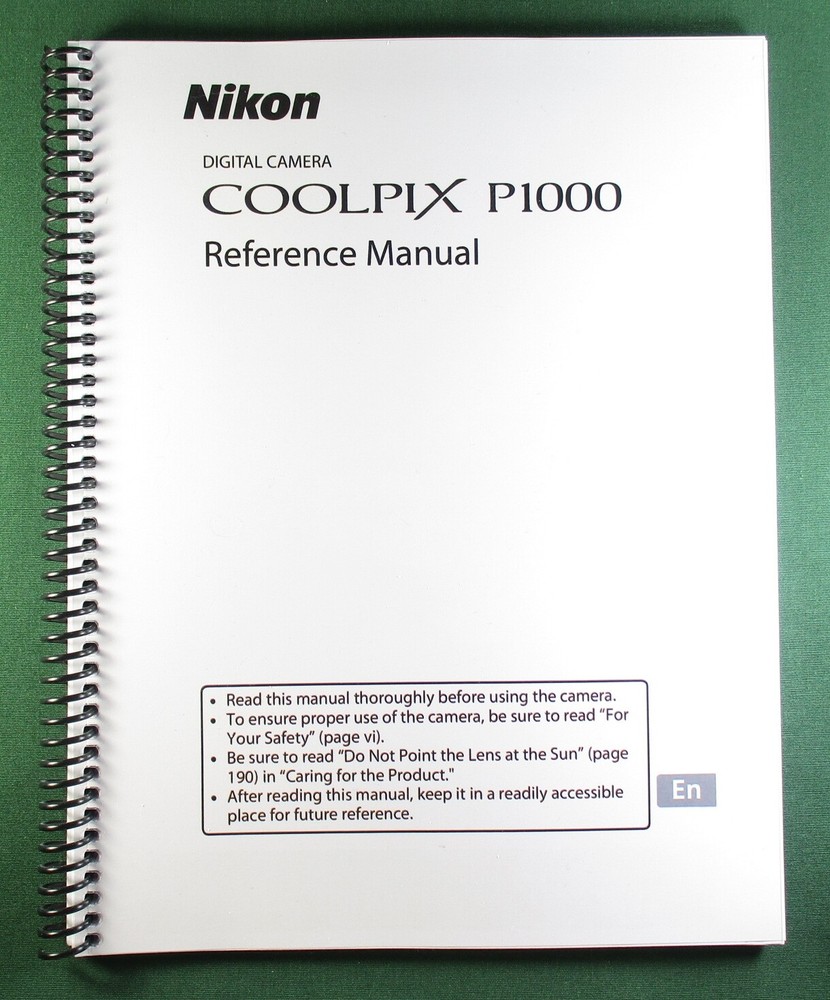 Nikon
DIGITAL CAMERA
COOLPIX P1000
Reference Manual
• Read this manual thoroughly before using the camera.
• To ensure proper use of the camera, be sure to read “For
Your Safety” (page vi).
• Be sure to read “Do Not Point the Lens at the Sun” (page
190) in “Caring for the Product."
• After reading this manual, keep it in a readily accessible
place for future reference.
En